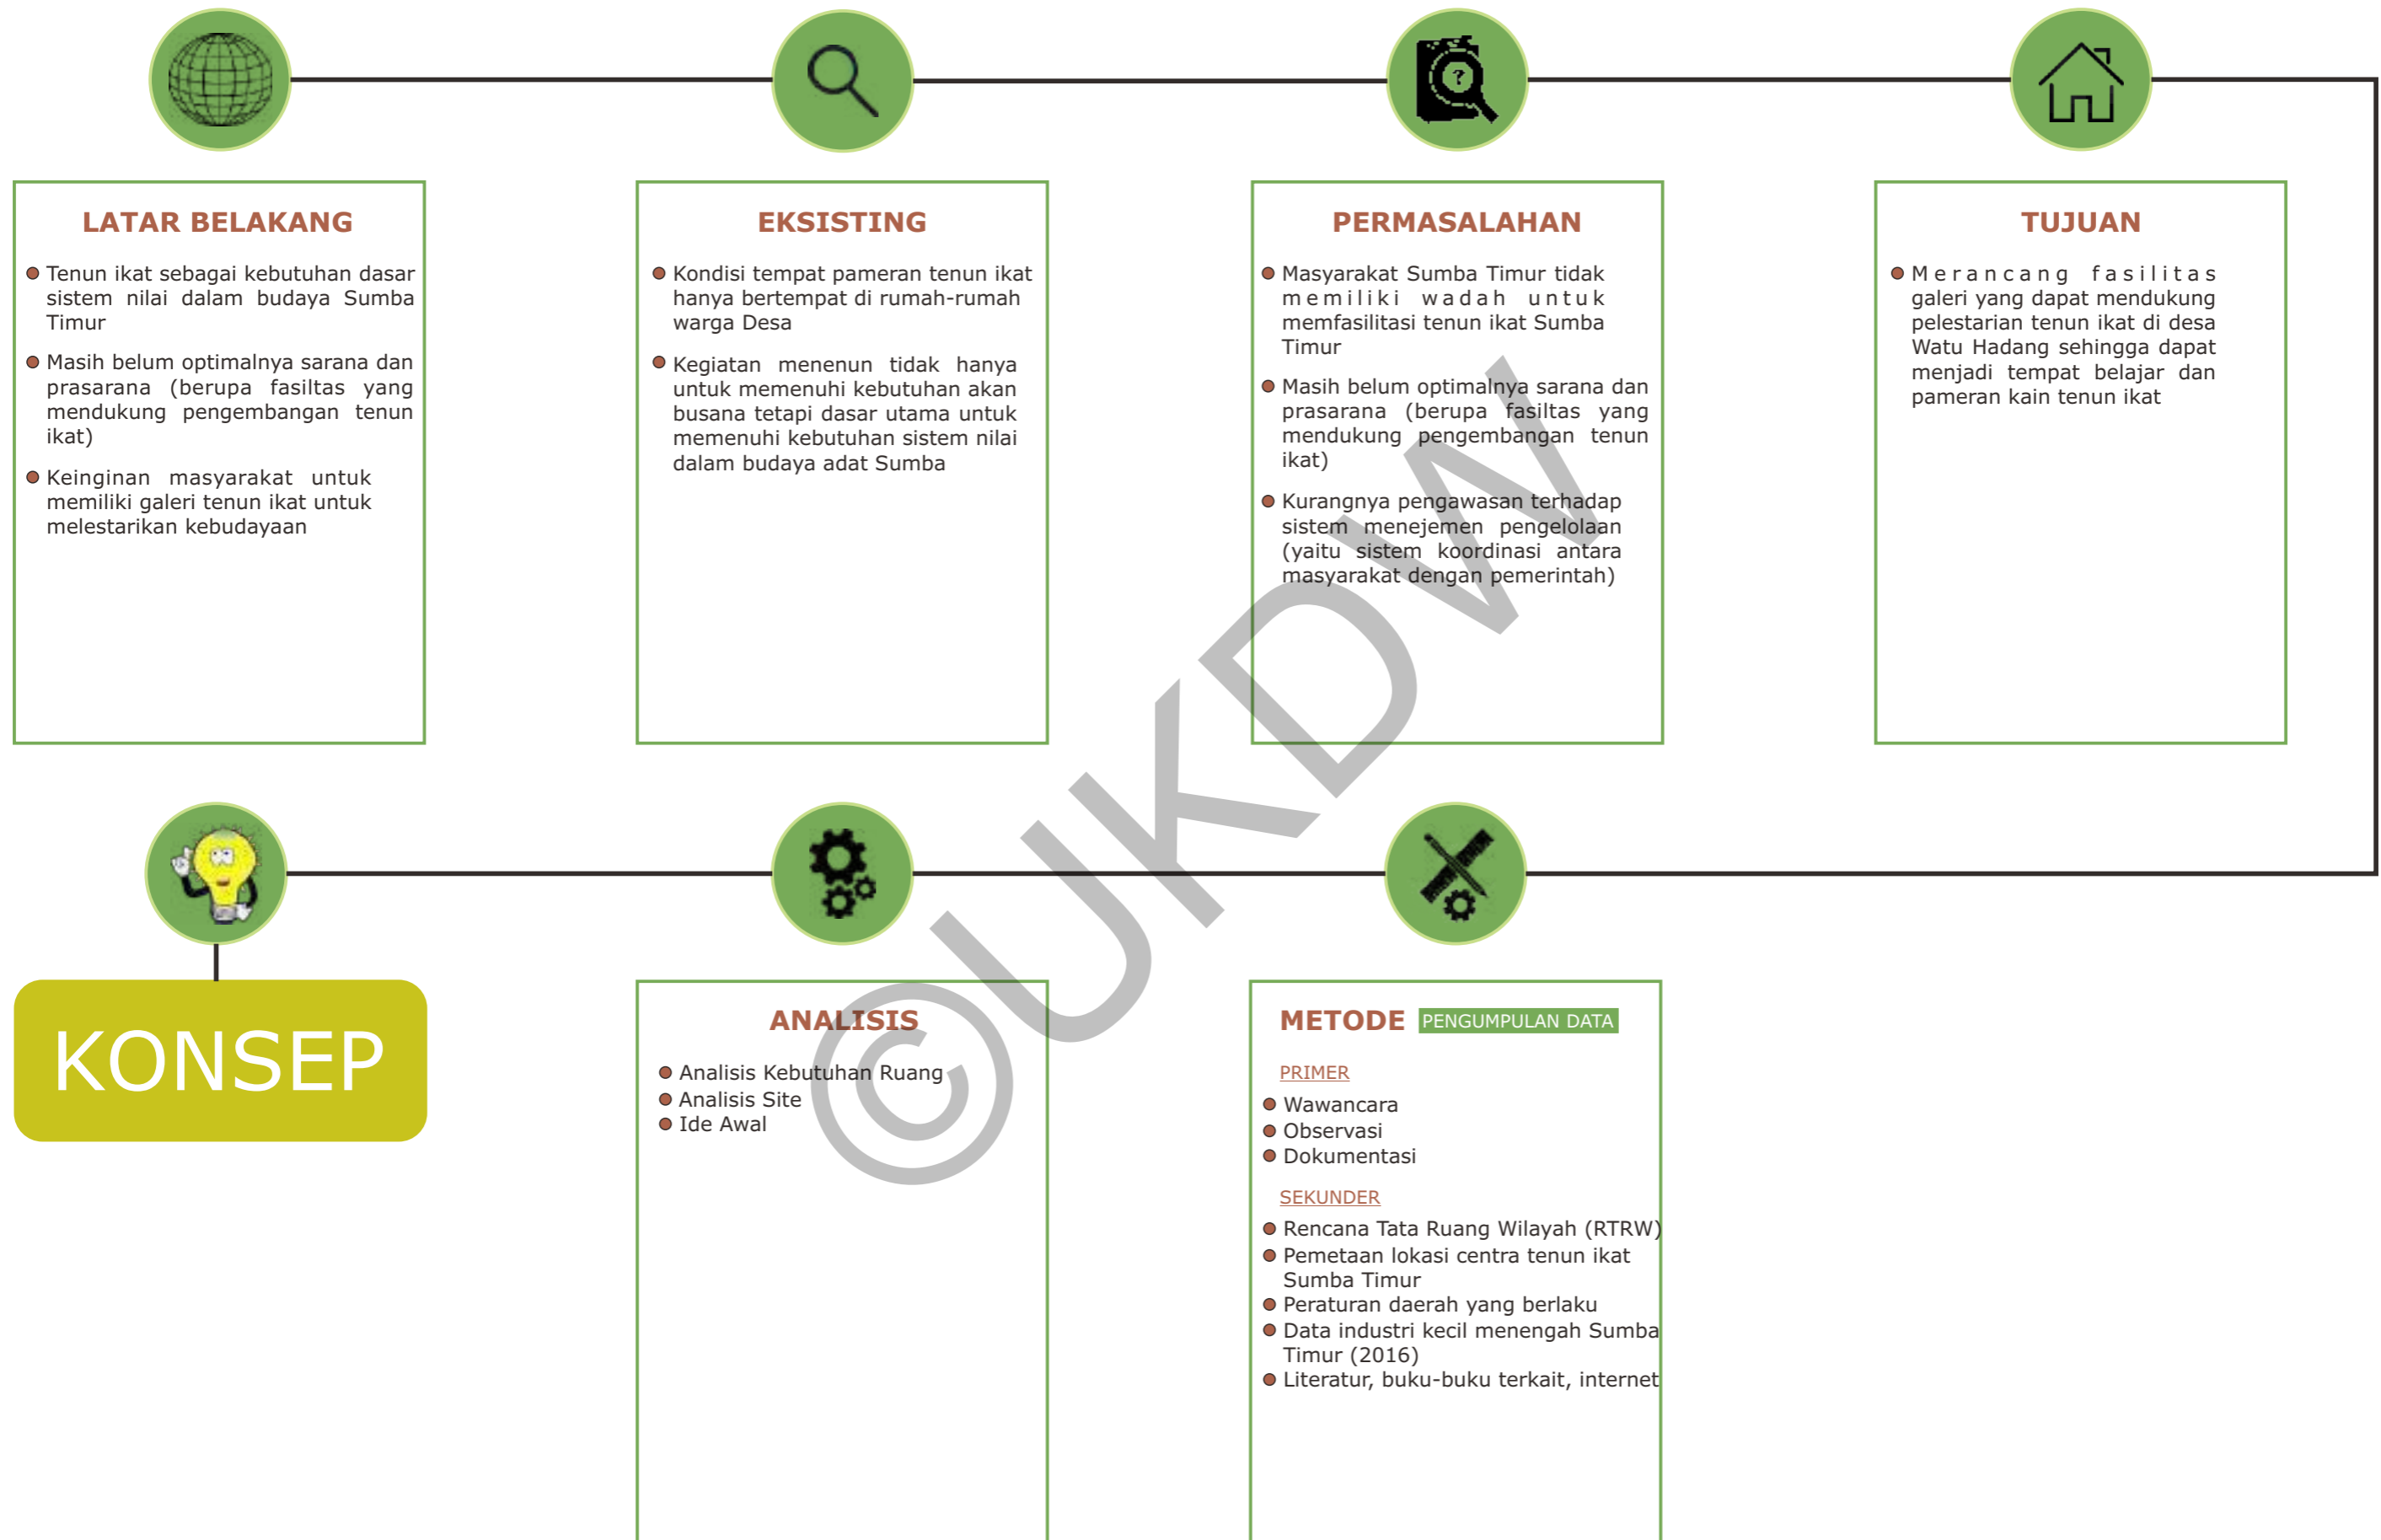 LATAR BELAKANG
Tenun ikat sebagai kebutuhan dasar
sistem nilai dalam budaya Sumba
Timur
Masih belum optimalnya sarana dan
prasarana (berupa fasiltas yang
mendukung pengembangan tenun
ikat)
Keinginan masyarakat untuk
memiliki galeri tenun ikat untuk
melestarikan kebudayaan
EKSISTING
Kondisi tempat pameran tenun ikat
hanya bertempat di rumah-rumah
warga Desa
Kegiatan menenun tidak hanya
untuk memenuhi kebutuhan akan
busana tetapi dasar utama untuk
memenuhi kebutuhan sistem nilai
dalam budaya adat Sumba
?
PERMASALAHAN
Masyarakat Sumba Timur tidak
memiliki wadah untuk
memfasilitasi tenun ikat Sumba
Timur
Masih belum optimalnya sarana dan
prasarana (berupa fasiltas yang
mendukung pengembangan tenun
ikat)
Kurangnya pengawasan terhadap
sistem menejemen pengelolaan
(yaitu sistem koordinasi antara
masyarakat dengan pemerintah)
TUJUAN
Merancang fasilitas
galeri yang dapat mendukung
pelestarian tenun ikat di desa
Watu Hadang sehingga dapat
menjadi tempat belajar dan
pameran kain tenun ikat
METODE PENGUMPULAN DATA
PRIMER
Wawancara
Observasi
Dokumentasi
SEKUNDER
Rencana Tata Ruang Wilayah (RTRW)
Pemetaan lokasi centra tenun ikat
Sumba Timur
Peraturan daerah yang berlaku
Data industri kecil menengah Sumba
Timur (2016)
Literatur, buku-buku terkait, internet
ANALISIS
Analisis Kebutuhan Ruang
Analisis Site
Ide Awal
KONSEP
©UKDW